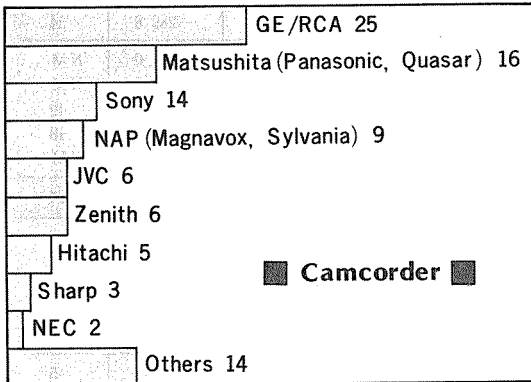 GE/RCA 25
Matsushita (Panasonic, Quasar) 16
Sony 14
NAP (Magnavox, Sylvania) 9
JVC 6
Zenith 6
Hitachi 5
Camcorder
Sharp 3
NEC 2
Others 14